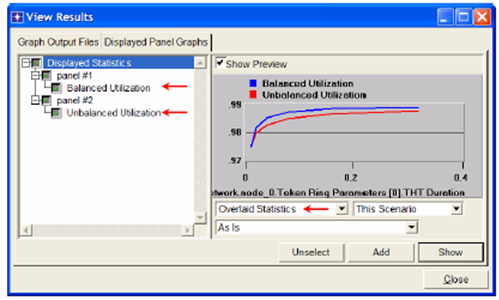 View Results
Graph Output Files Displayed Panel Graphs
Displayed Statistics
panel #1
Balanced Utilization
panel #2
Unbalanced Utilization
Show Preview
Balanced Utilization
Unbalanced Utilization
.99
.98
.97
0 0.2 0.4
twork.node_0.Token Ring Parameters [0].THT Duration
Overlaid Statistics This Scenario
As Is
Unselect Add Show
Close